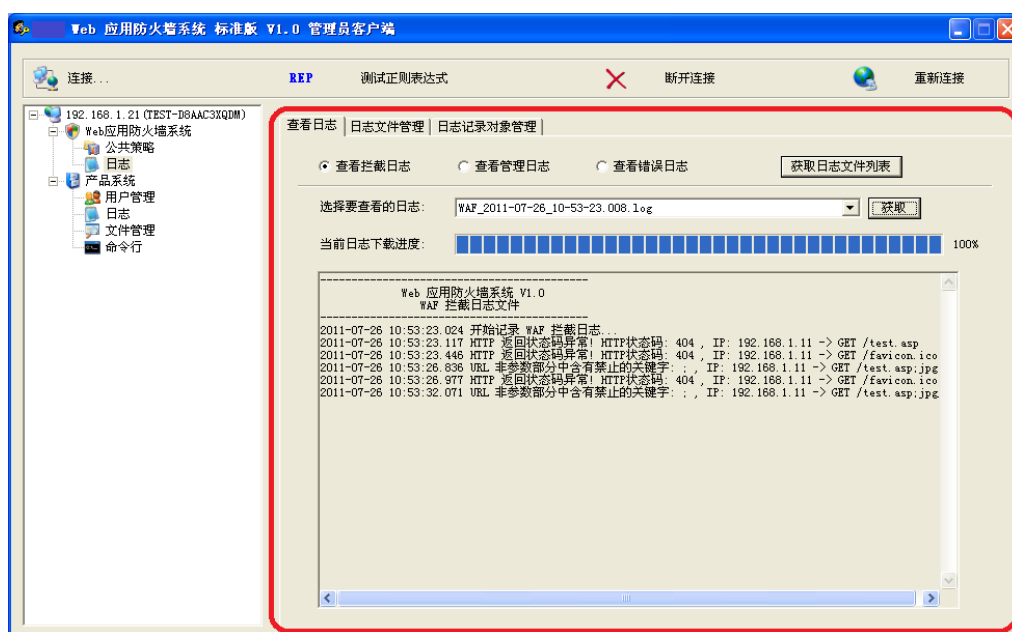 Web 应用防火墙系统 标准版 V1.0 管理员客户端
连接... REP 测试正则表达式 断开连接 重新连接
192.168.1.21(TEST-D8AAC3XQDM)
Web应用防火墙系统
公共策略
日志
产品系统
用户管理
日志
文件管理
命令行
查看日志 日志文件管理 日志记录对象管理
查看拦截日志 查看管理日志 查看错误日志 获取日志文件列表
选择要查看的日志: WAF_2011-07-26_10-53-23.008.log 获取
当前日志下载进度: 100%
--------------------------------------------
Web 应用防火墙系统 V1.0
WAF 拦截日志文件
--------------------------------------------
2011-07-26 10:53:23.024 开始记录 WAF 拦截日志...
2011-07-26 10:53:23.117 HTTP 返回状态码异常! HTTP状态码: 404 , IP: 192.168.1.11 -> GET /test.asp
2011-07-26 10:53:23.446 HTTP 返回状态码异常! HTTP状态码: 404 , IP: 192.168.1.11 -> GET /favicon.ico
2011-07-26 10:53:26.836 URL 非参数部分中含有禁止的关键字: ; , IP: 192.168.1.11 -> GET /test.asp;jpg
2011-07-26 10:53:26.977 HTTP 返回状态码异常! HTTP状态码: 404 , IP: 192.168.1.11 -> GET /favicon.ico
2011-07-26 10:53:32.071 URL 非参数部分中含有禁止的关键字: ; , IP: 192.168.1.11 -> GET /test.asp;jpg